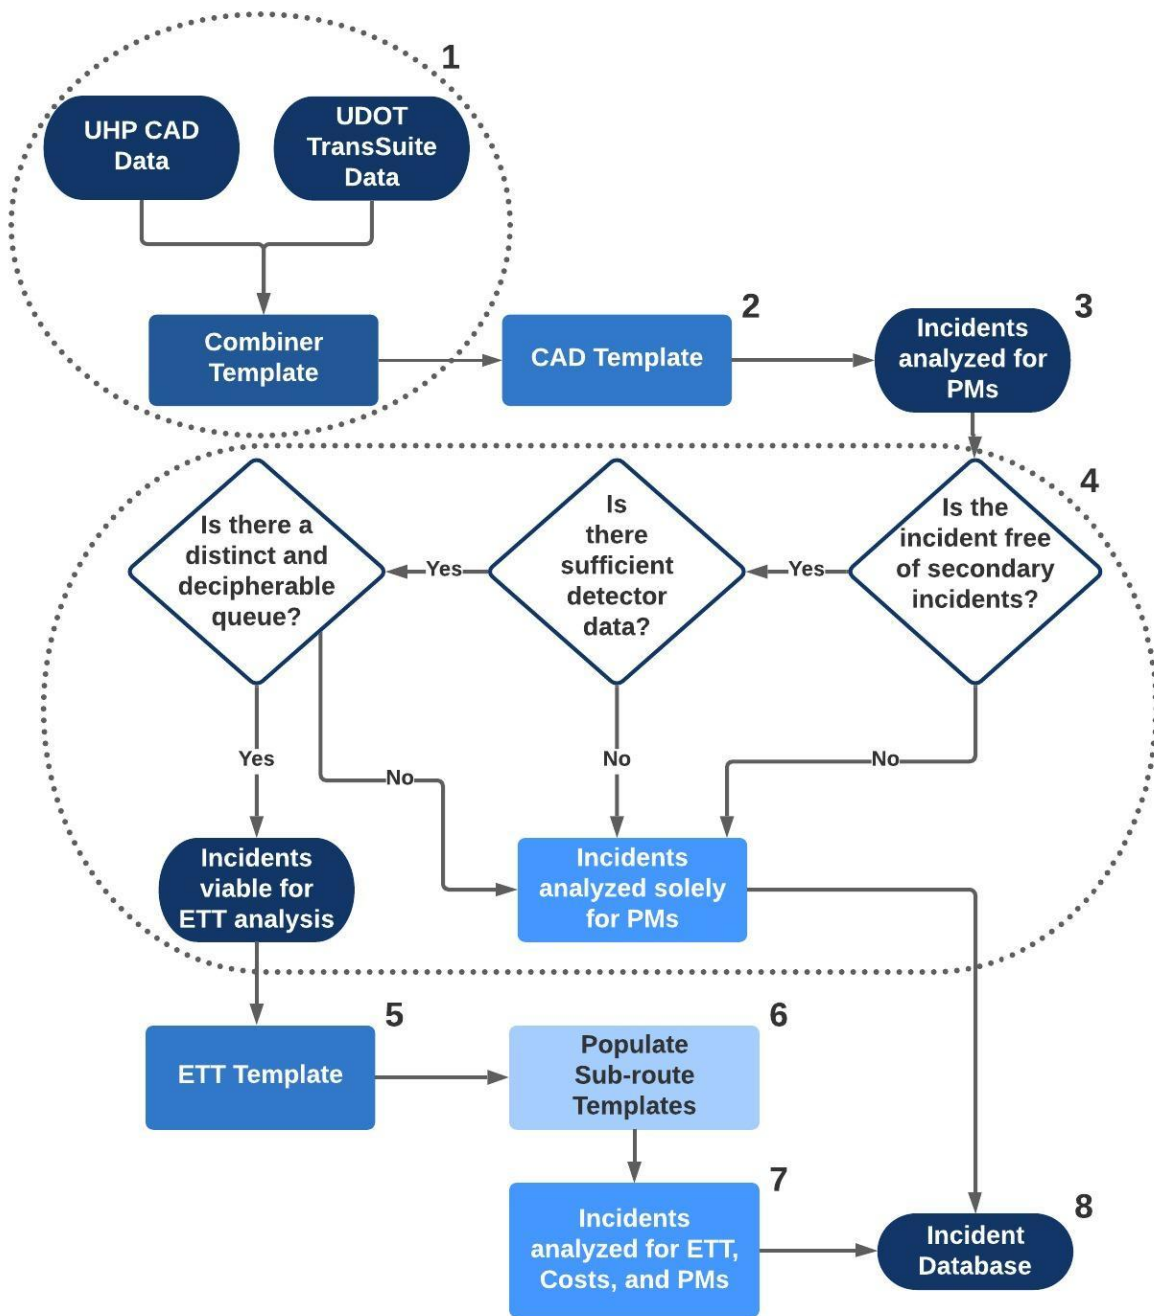 1
UHP CAD
Data
UDOT
TransSuite
Data
Combiner
Template
2
CAD Template
3
Incidents
analyzed for
PMs
4
Is there a
distinct and
decipherable
queue?
Yes
Is
there
sufficient
detector
data?
Yes
Is the
incident free
of secondary
incidents?
Yes
No
No
No
Incidents
viable for
ETT analysis
Incidents
analyzed solely
for PMs
5
ETT Template
6
Populate
Sub-route
Templates
7
Incidents
analyzed for ETT,
Costs, and PMs
8
Incident
Database